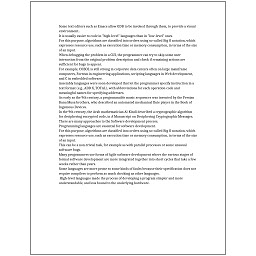 Some text editors such as Emacs allow GDB to be invoked through them, to provide a visual
environment.
It is usually easier to code in "high-level" languages than in "low-level" ones.
For this purpose algorithms are classified into orders using so-called Big O notation, which
expresses resource use, such as execution time or memory consumption, in terms of the size
of an input.
When debugging the problem in a GUI, the programmer can try to skip some user
interaction from the original problem description and check if remaining actions are
sufficient for bugs to appear.
For example, COBOL is still strong in corporate data centers often on large mainframe
computers, Fortran in engineering applications, scripting languages in Web development,
and C in embedded software.
Assembly languages were soon developed that let the programmer specify instruction in a
text format (e.g., ADD X, TOTAL), with abbreviations for each operation code and
meaningful names for specifying addresses.
As early as the 9th century, a programmable music sequencer was invented by the Persian
Banu Musa brothers, who described an automated mechanical flute player in the Book of
Ingenious Devices.
In the 9th century, the Arab mathematician Al-Kindi described a cryptographic algorithm
for deciphering encrypted code, in A Manuscript on Deciphering Cryptographic Messages.
There are many approaches to the Software development process.
Programming languages are essential for software development.
For this purpose algorithms are classified into orders using so-called Big O notation, which
expresses resource use, such as execution time or memory consumption, in terms of the size
of an input.
This can be a non-trivial task, for example as with parallel processes or some unusual
software bugs.
Many programmers use forms of Agile software development where the various stages of
formal software development are more integrated together into short cycles that take a few
weeks rather than years.
Some languages are more prone to some kinds of faults because their specification does not
require compilers to perform as much checking as other languages.
High-level languages made the process of developing a program simpler and more
understandable, and less bound to the underlying hardware.